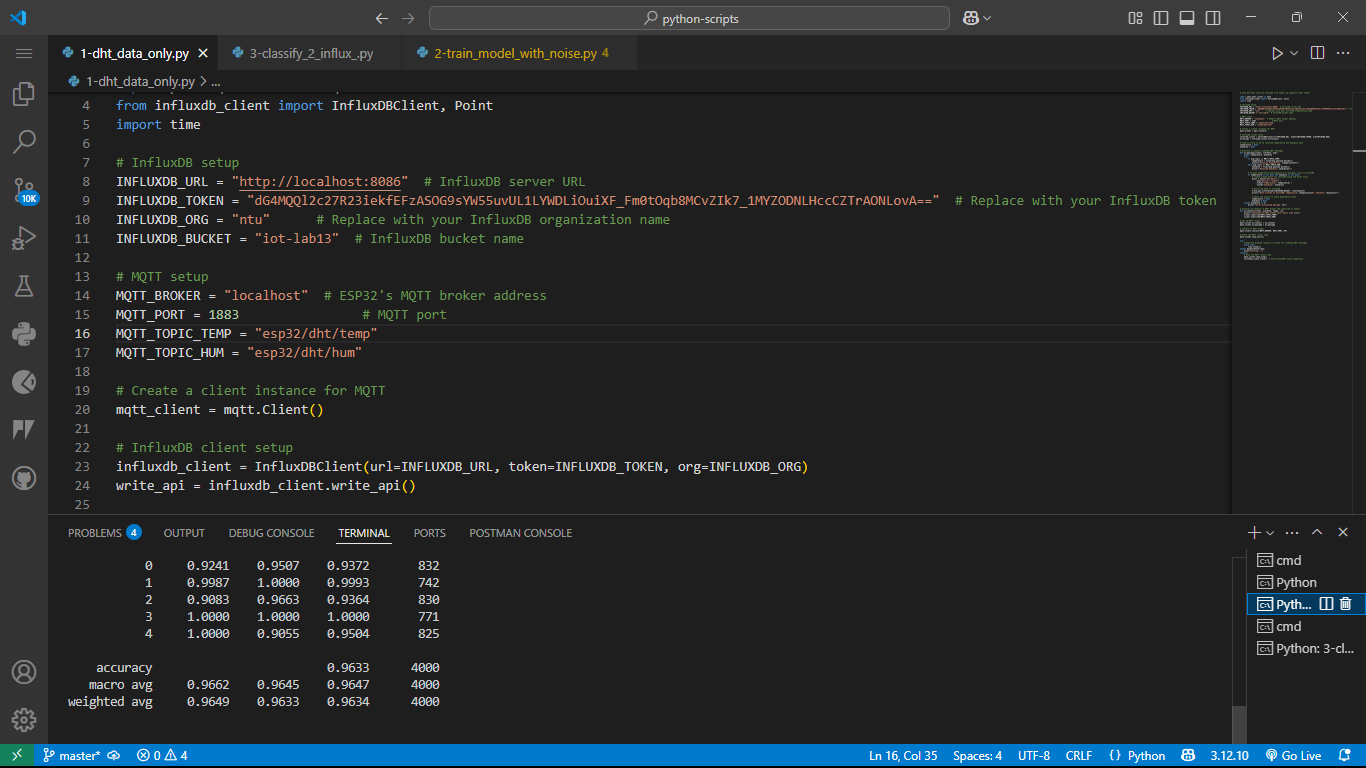 python-scripts
1-dht_data_only.py
3-classify_2_influx_.py
2-train_model_with_noise.py 4
1-dht_data_only.py > ...
4 from influxdb_client import InfluxDBClient, Point
5 import time
6
7 # InfluxDB setup
8 INFLUXDB_URL = "http://localhost:8086"  # InfluxDB server URL
9 INFLUXDB_TOKEN = "dG4MQQl2c27R23iekfEFzASOG9sYW55uvUL1LYWDLiOuiXF_Fm0tOqb8MCvZIk7_1MYZODNLHccCZTrAONLovA=="  # Replace with your InfluxDB token
10 INFLUXDB_ORG = "ntu"      # Replace with your InfluxDB organization name
11 INFLUXDB_BUCKET = "iot-lab13"  # InfluxDB bucket name
12
13 # MQTT setup
14 MQTT_BROKER = "localhost"  # ESP32's MQTT broker address
15 MQTT_PORT = 1883                # MQTT port
16 MQTT_TOPIC_TEMP = "esp32/dht/temp"
17 MQTT_TOPIC_HUM = "esp32/dht/hum"
18
19 # Create a client instance for MQTT
20 mqtt_client = mqtt.Client()
21
22 # InfluxDB client setup
23 influxdb_client = InfluxDBClient(url=INFLUXDB_URL, token=INFLUXDB_TOKEN, org=INFLUXDB_ORG)
24 write_api = influxdb_client.write_api()
25
10K
PROBLEMS 4 OUTPUT DEBUG CONSOLE TERMINAL PORTS POSTMAN CONSOLE
0 0.9241 0.9507 0.9372 832
1 0.9987 1.0000 0.9993 742
2 0.9083 0.9663 0.9364 830
3 1.0000 1.0000 1.0000 771
4 1.0000 0.9055 0.9504 825
accuracy 0.9633 4000
macro avg 0.9662 0.9645 0.9647 4000
weighted avg 0.9649 0.9633 0.9634 4000
cmd
Python
Pyth...
cmd
Python: 3-cl...
master* 0 4 Ln 16, Col 35 Spaces: 4 UTF-8 CRLF {} Python 3.12.10 Go Live